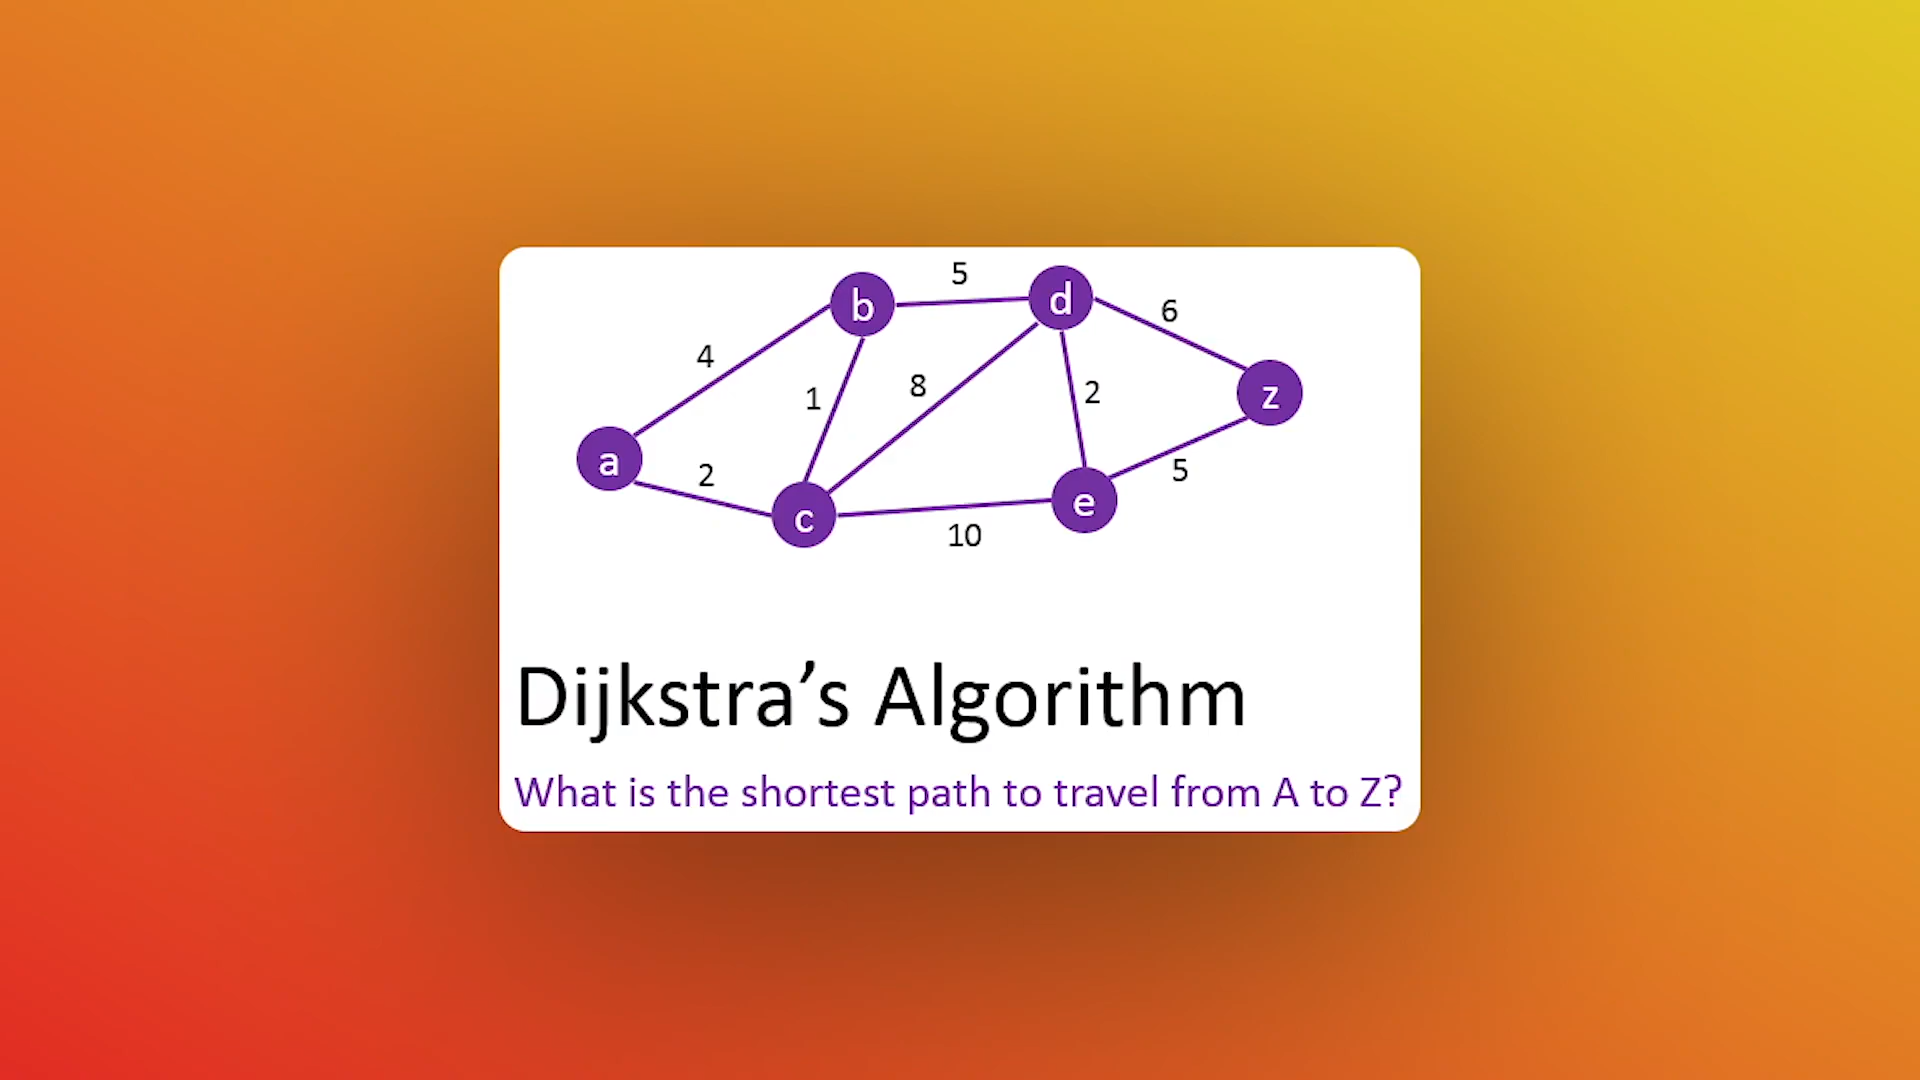 5
b
d
6
4
1
8
2
z
a
2
5
c
e
10
Dijkstra’s Algorithm
What is the shortest path to travel from A to Z?